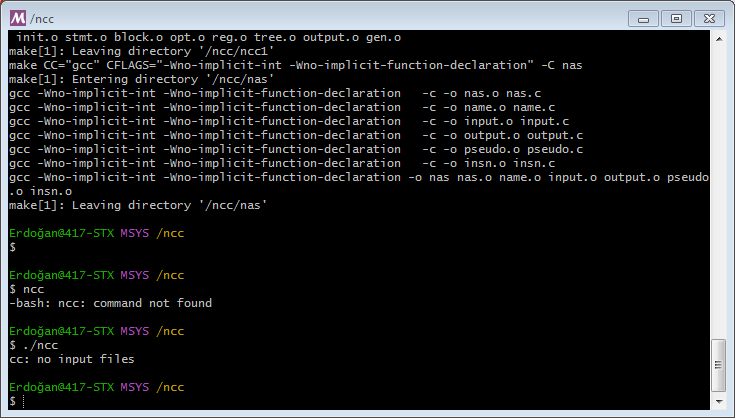 /ncc
init.o stmt.o block.o opt.o reg.o tree.o output.o gen.o
make[1]: Leaving directory '/ncc/ncc1'
make CC="gcc" CFLAGS="-Wno-implicit-int -Wno-implicit-function-declaration" -C nas
make[1]: Entering directory '/ncc/nas'
gcc -Wno-implicit-int -Wno-implicit-function-declaration   -c -o nas.o nas.c
gcc -Wno-implicit-int -Wno-implicit-function-declaration   -c -o name.o name.c
gcc -Wno-implicit-int -Wno-implicit-function-declaration   -c -o input.o input.c
gcc -Wno-implicit-int -Wno-implicit-function-declaration   -c -o output.o output.c
gcc -Wno-implicit-int -Wno-implicit-function-declaration   -c -o pseudo.o pseudo.c
gcc -Wno-implicit-int -Wno-implicit-function-declaration   -c -o insn.o insn.c
gcc -Wno-implicit-int -Wno-implicit-function-declaration -o nas nas.o name.o input.o output.o pseudo
.o insn.o
make[1]: Leaving directory '/ncc/nas'
Erdoğan@417-STX MSYS /ncc
$
Erdoğan@417-STX MSYS /ncc
$ ncc
-bash: ncc: command not found
Erdoğan@417-STX MSYS /ncc
$ ./ncc
cc: no input files
Erdoğan@417-STX MSYS /ncc
$